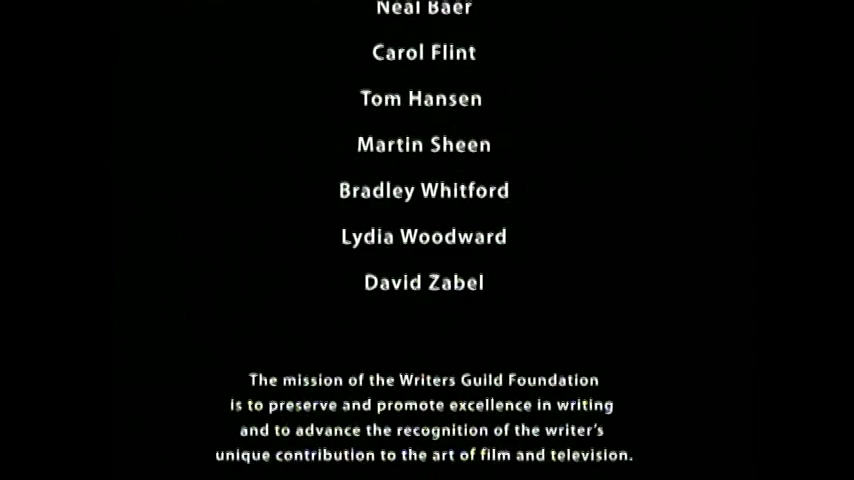 Neal Baer
Carol Flint
Tom Hansen
Martin Sheen
Bradley Whitford
Lydia Woodward
David Zabel
The mission of the Writers Guild Foundation
is to preserve and promote excellence in writing
and to advance the recognition of the writer's
unique contribution to the art of film and television.